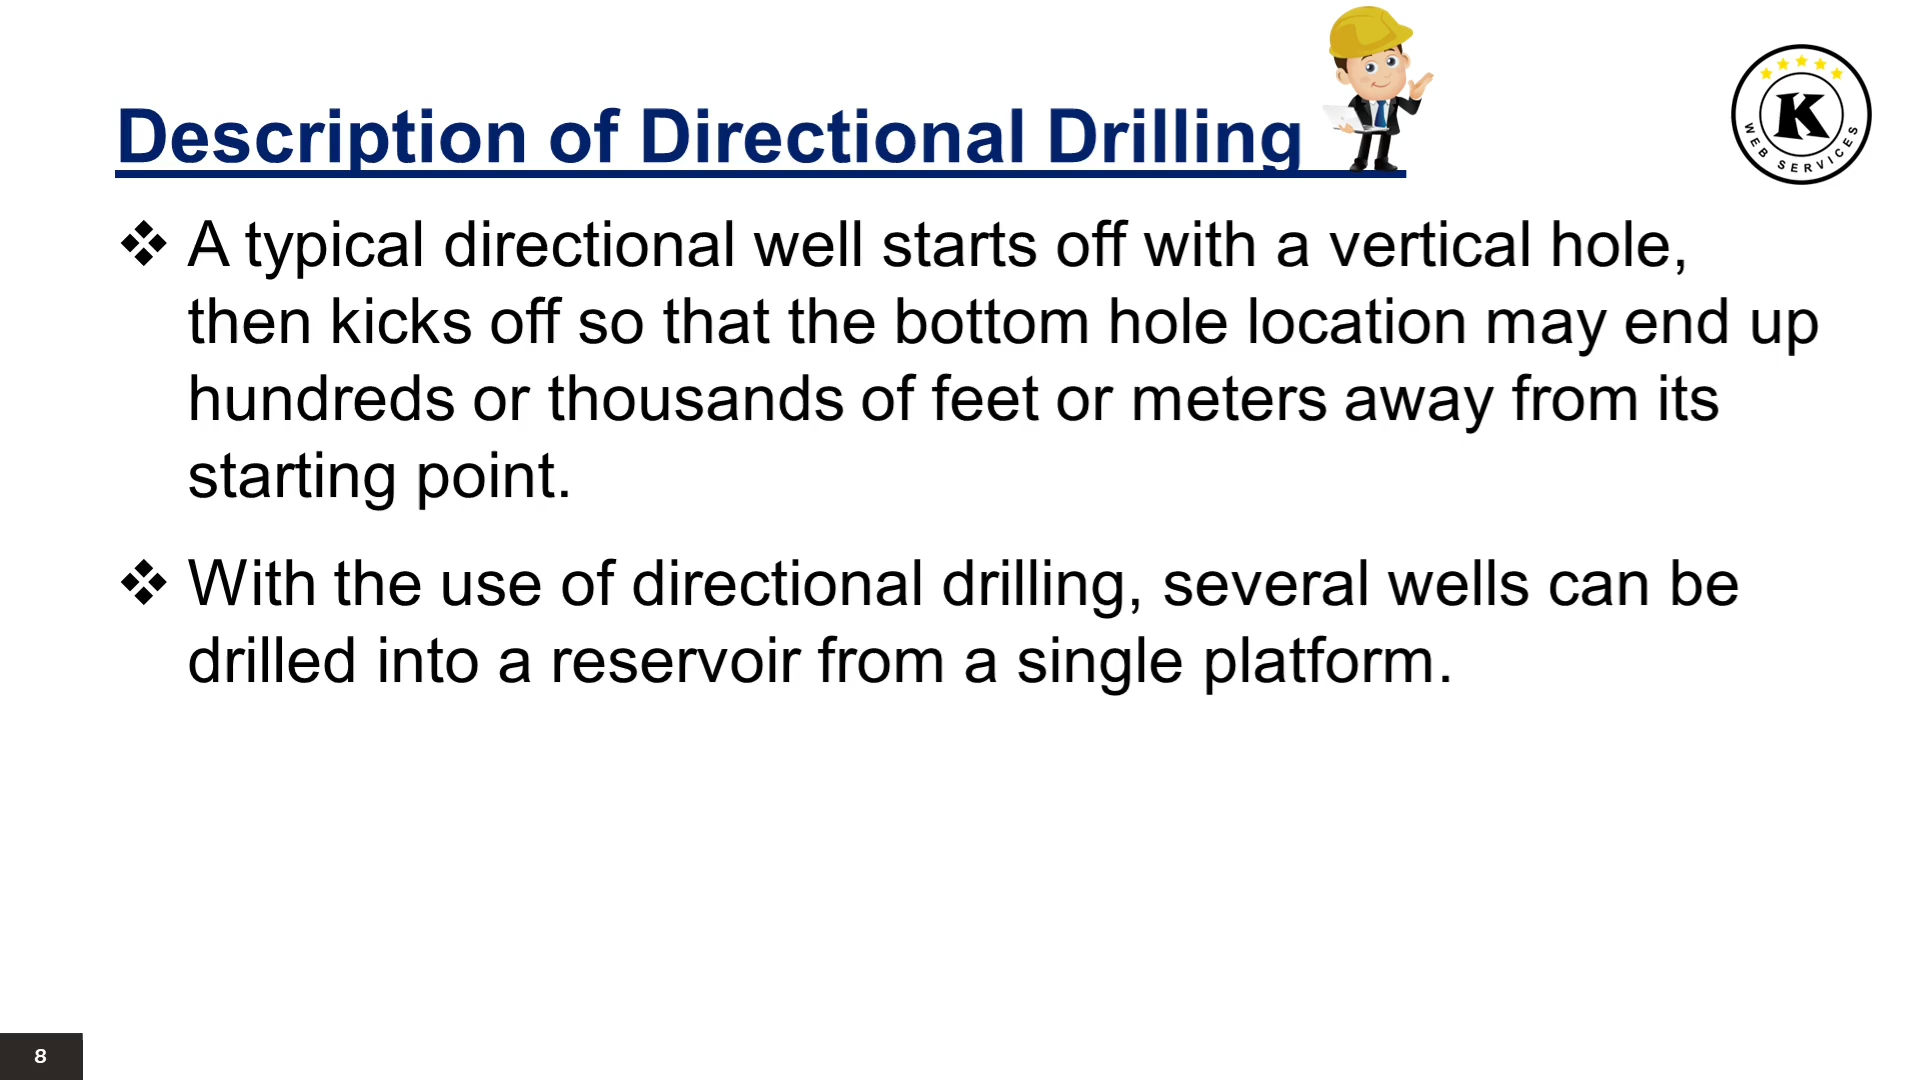 Description of Directional Drilling
K
WEB SERVICES
❖ A typical directional well starts off with a vertical hole,
then kicks off so that the bottom hole location may end up
hundreds or thousands of feet or meters away from its
starting point.
❖ With the use of directional drilling, several wells can be
drilled into a reservoir from a single platform.
8